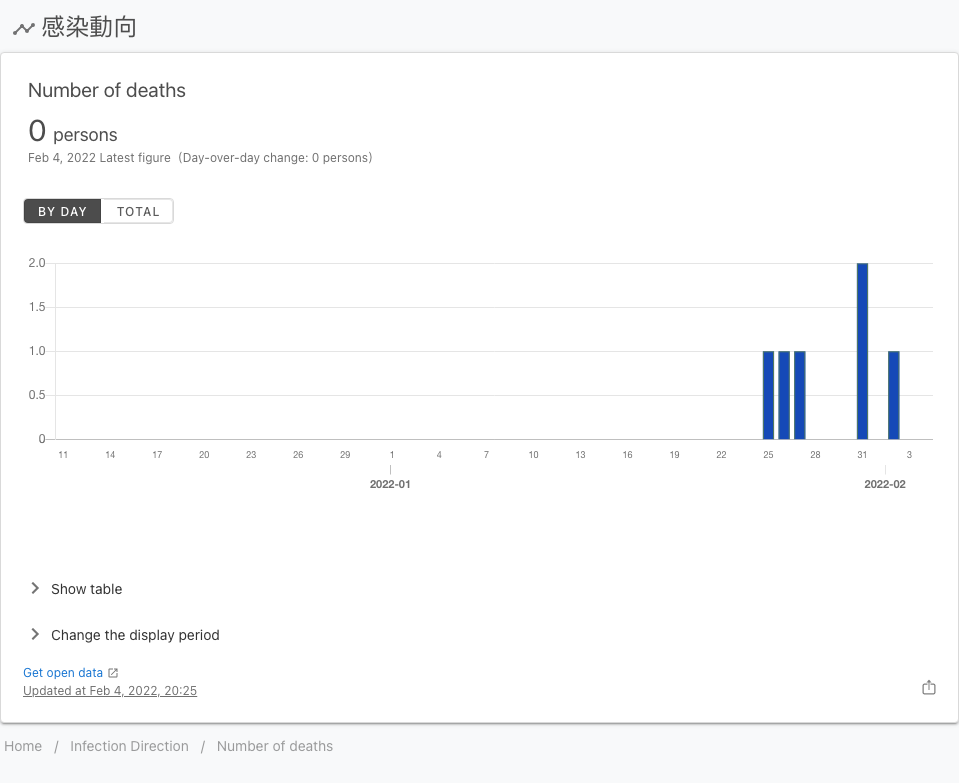 感染動向
Number of deaths
0 persons
Feb 4, 2022 Latest figure (Day-over-day change: 0 persons)
BY DAY TOTAL
2.0
1.5
1.0
0.5
0
11 14 17 20 23 26 29 1 4 7 10 13 16 19 22 25 28 31 3
2022-01 2022-02
Show table
Change the display period
Get open data
Updated at Feb 4, 2022, 20:25
Home / Infection Direction / Number of deaths